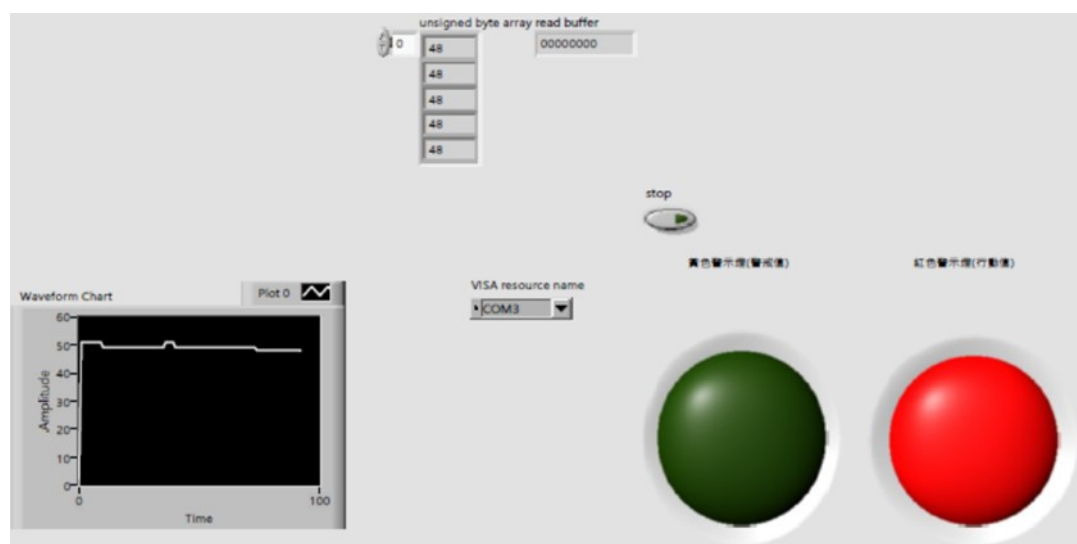 unsigned byte array read buffer
0
48
00000000
48
48
48
48
stop
黃色警示燈(警戒值)
紅色警示燈(行動值)
VISA resource name
COM3
Waveform Chart
Plot 0
60
50
40
30
20
10
0
Amplitude
0
100
Time